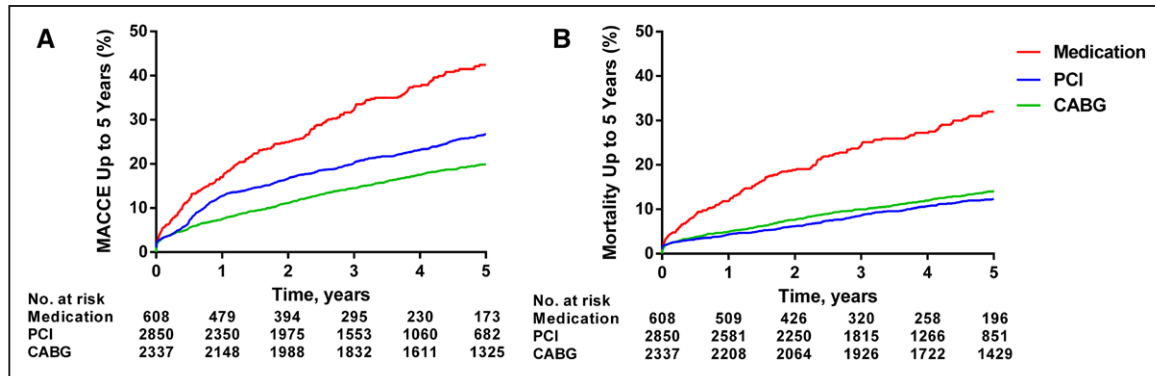 A
MACCE Up to 5 Years (%)
50
40
30
20
10
0
0 1 2 3 4 5
Time, years
No. at risk
Medication 608 479 394 295 230 173
PCI 2850 2350 1975 1553 1060 682
CABG 2337 2148 1988 1832 1611 1325
B
Mortality Up to 5 Years (%)
50
40
30
20
10
0
0 1 2 3 4 5
Time, years
No. at risk
Medication 608 509 426 320 258 196
PCI 2850 2581 2250 1815 1266 851
CABG 2337 2208 2064 1926 1722 1429
Medication
PCI
CABG